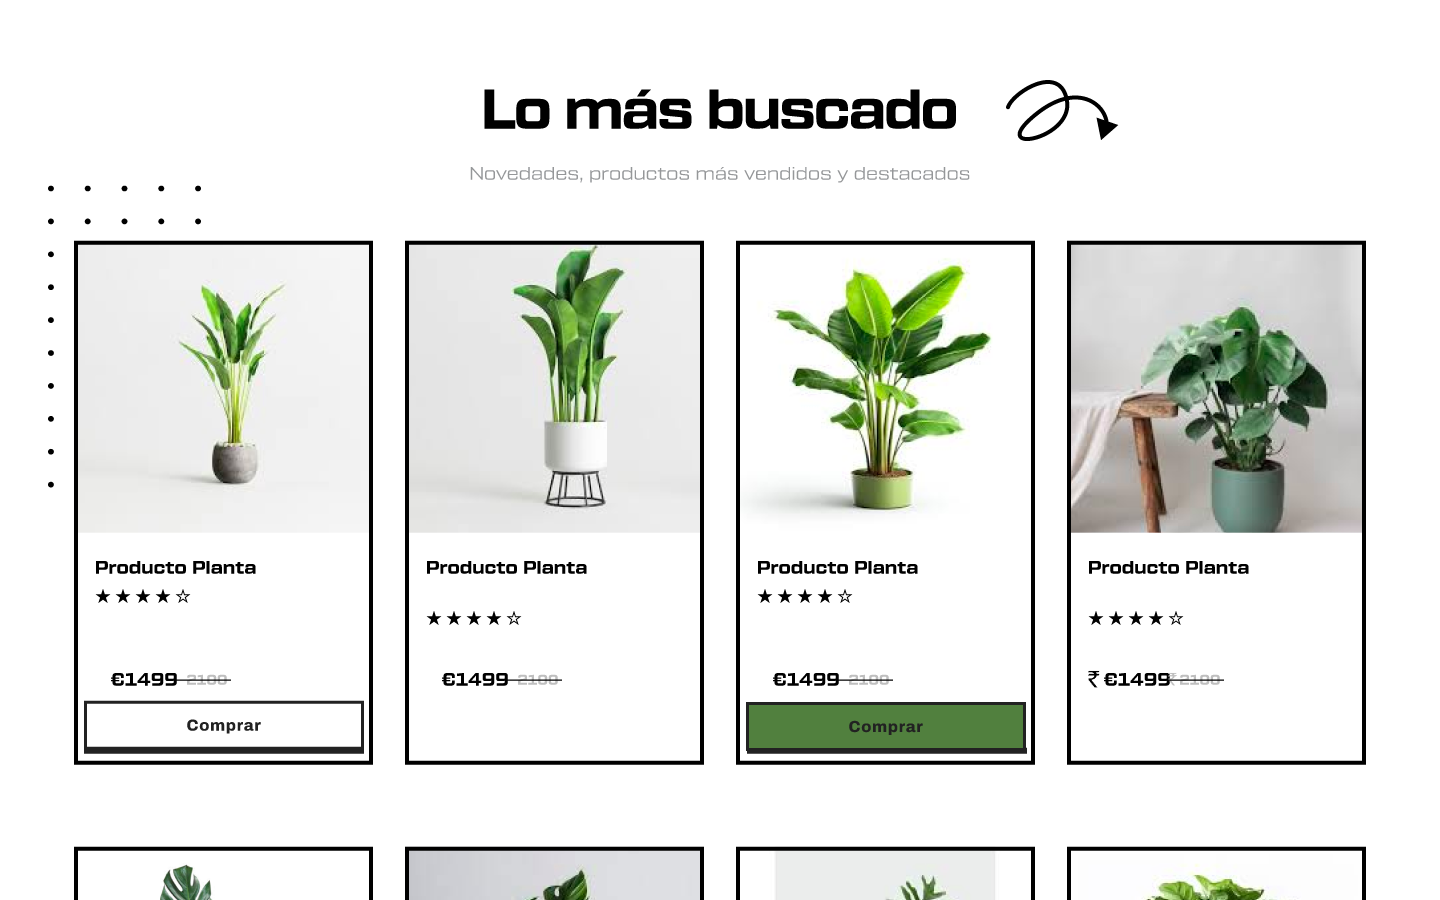 Lo más buscado
Novedades, productos más vendidos y destacados
Producto Planta
★★★★☆
€1499 2100
Comprar
Producto Planta
★★★★☆
€1499 2100
Producto Planta
★★★★☆
€1499 2100
Comprar
Producto Planta
★★★★☆
₹ €1499 ₹ 2100